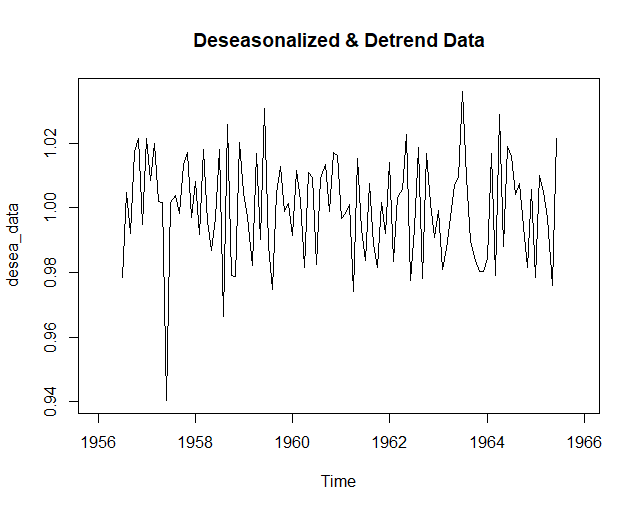 Deseasonalized & Detrend Data
desea_data
1.02
1.00
0.98
0.96
0.94
1956 1958 1960 1962 1964 1966
Time